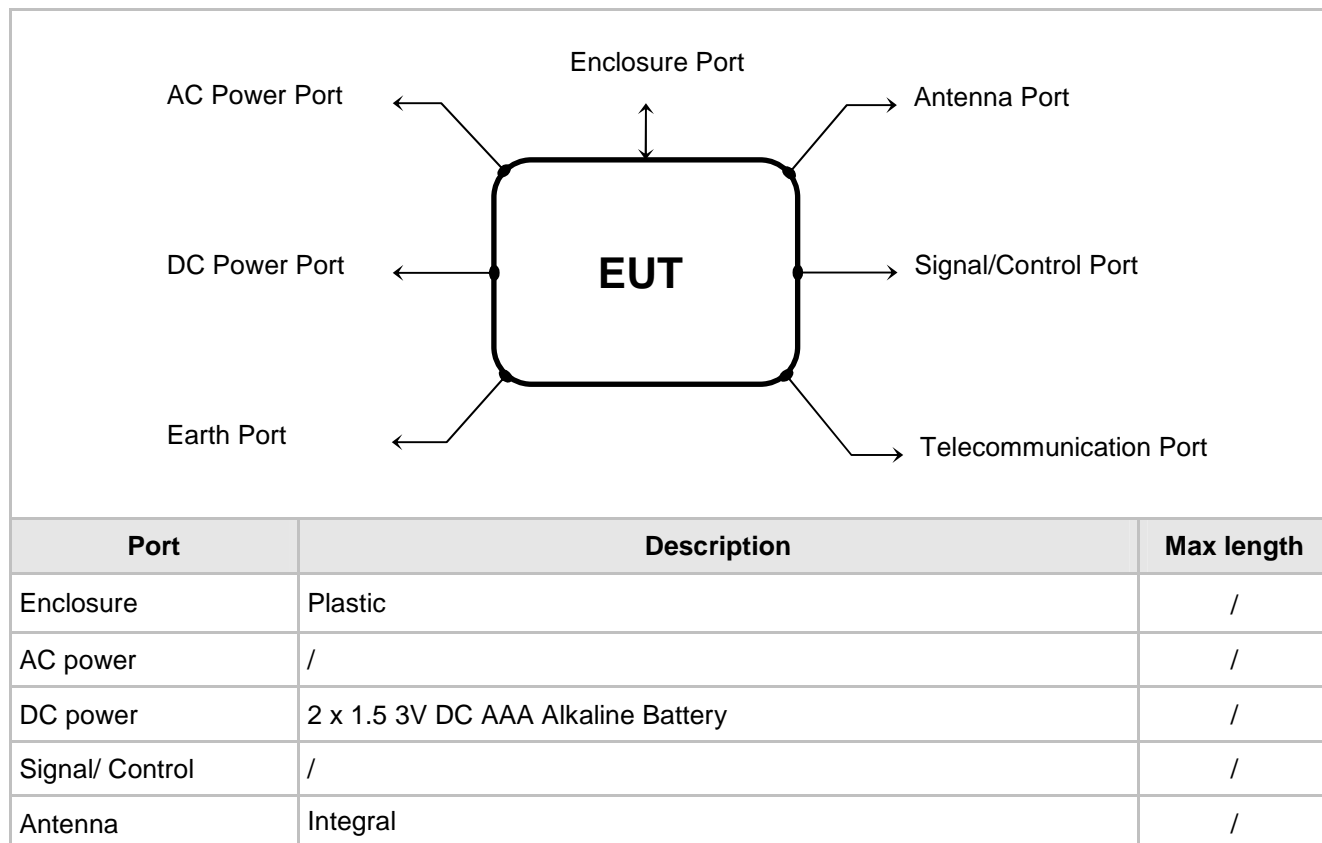 Enclosure Port
AC Power Port
Antenna Port
DC Power Port
EUT
Signal/Control Port
Earth Port
Telecommunication Port
Port Description Max length
Enclosure Plastic /
AC power / /
DC power 2 x 1.5 3V DC AAA Alkaline Battery /
Signal/ Control / /
Antenna Integral /